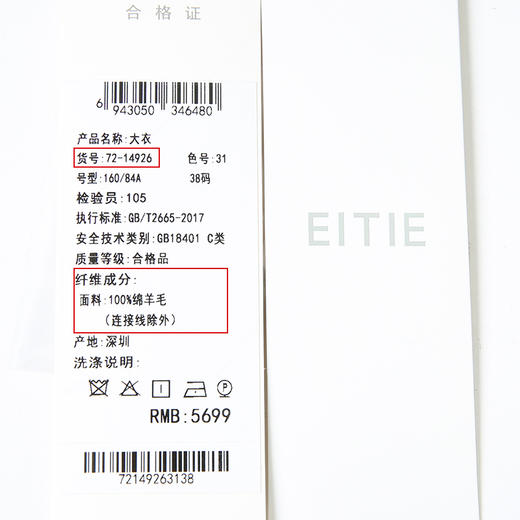 合格证
6 943050 346480
产品名称:大衣
货号:72-14926 色号:31
号型:160/84A 38码
检验员:105
执行标准:GB/T2665-2017
安全技术类别:GB18401 C类
质量等级:合格品
纤维成分:
面料:100%绵羊毛
(连接线除外)
产地:深圳
洗涤说明:
P
RMB:5699
72149263138
EITIE